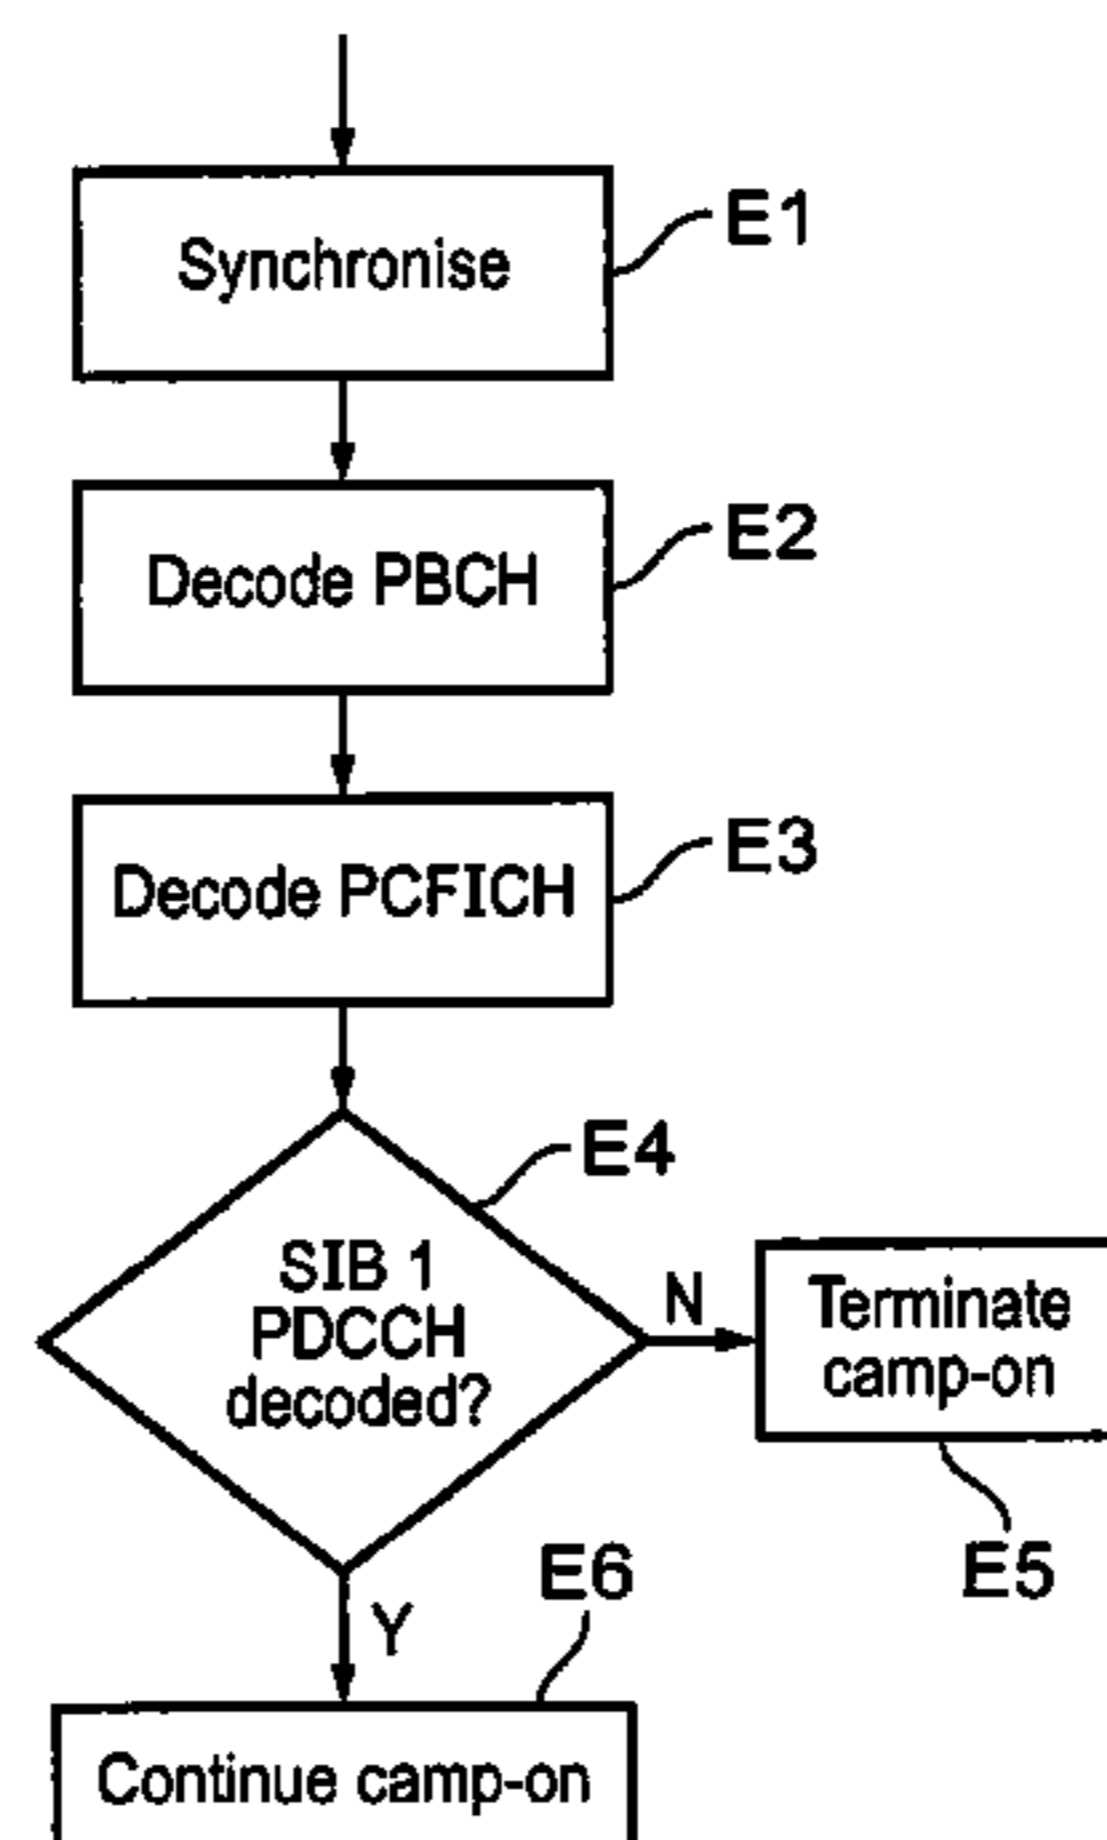 Synchronise
E1
Decode PBCH
E2
Decode PCFICH
E3
E4
SIB 1
PDCCH
decoded?
N
Terminate
camp-on
E5
E6
Y
Continue camp-on